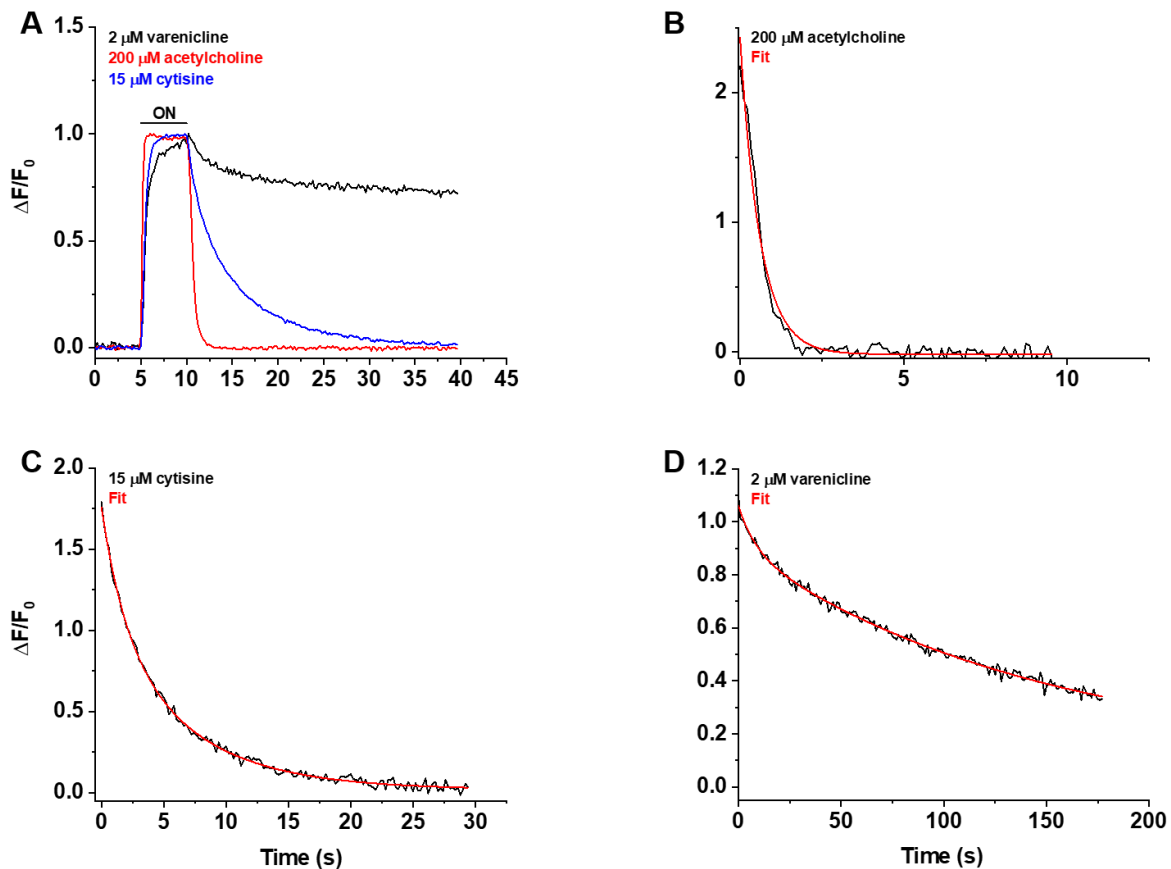 A
1.5
2 μM varenicline
200 μM acetylcholine
15 μM cytisine
ON
1.0
0.5
0.0
0 5 10 15 20 25 30 35 40 45
ΔF/F0
B
200 μM acetylcholine
Fit
2
1
0
0 5 10
C
2.0
15 μM cytisine
Fit
1.5
1.0
0.5
0.0
0 5 10 15 20 25 30
ΔF/F0
Time (s)
D
1.2
2 μM varenicline
Fit
1.0
0.8
0.6
0.4
0.2
0.0
0 50 100 150 200
Time (s)